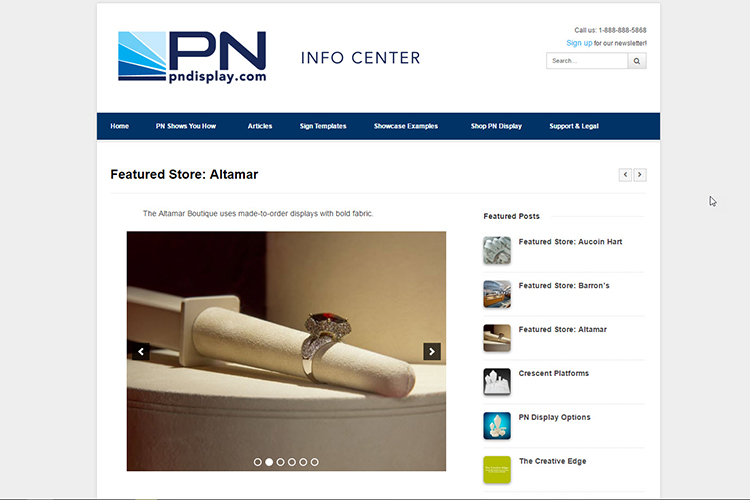 PN
pndisplay.com
INFO CENTER
Call us: 1-888-888-5868
Sign up for our newsletter!
Search...
Home PN Shows You How Articles Sign Templates Showcase Examples Shop PN Display Support & Legal
Featured Store: Altamar
The Altamar Boutique uses made-to-order displays with bold fabric.
Featured Posts
Featured Store: Aucoin Hart
Featured Store: Barron's
Featured Store: Altamar
Crescent Platforms
PN Display Options
The Creative Edge